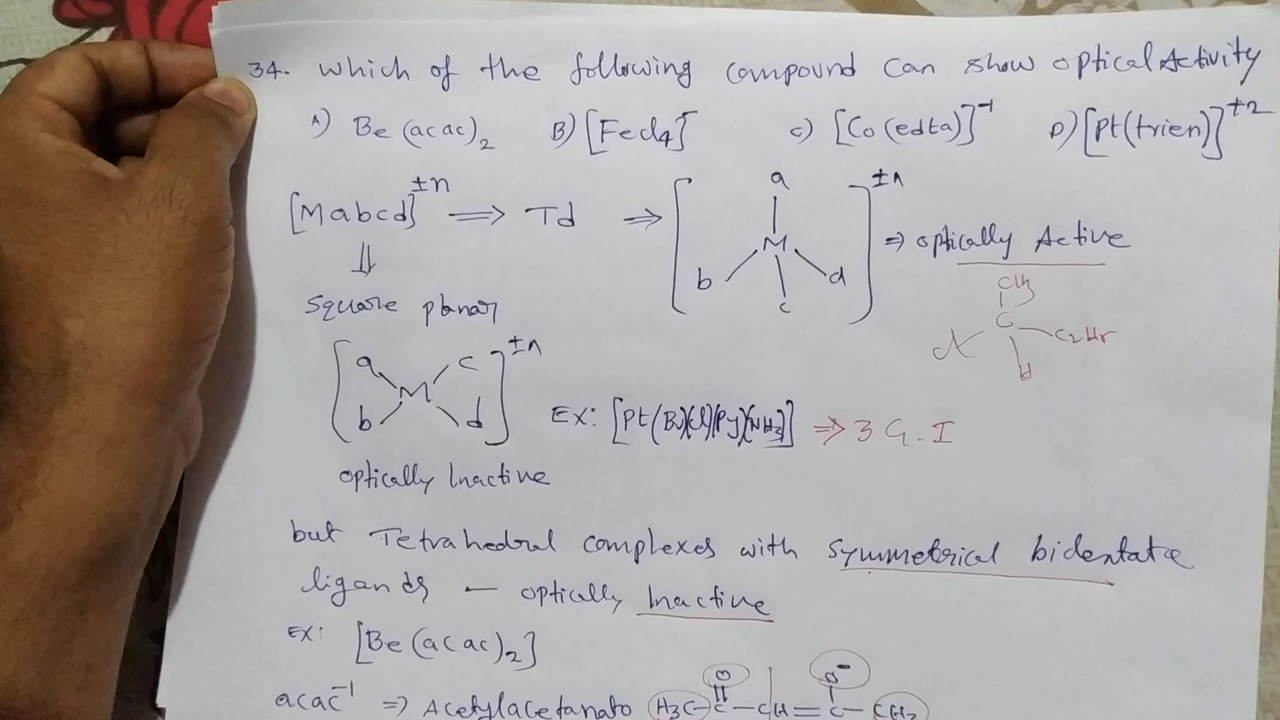 34. which of the following compound can show optical Activity
A) Be(acac)₂ B) [FeCl₄]⁻ C) [Co(edta)]⁻¹ D) [Pt(trien)]⁺²
[Mabcd]±n ⟹ Td ⇒ [M a b c d]±n ⇒ optically Active
⇓
square planar
CH3
C
X C2H5
H
[a c M b d]±n
EX: [Pt(Br)(Cl)(Py)(NH3)] ⇒ 3 G.I
optically Inactive
but Tetrahedral complexes with symmetrical bidentate
ligands — optically Inactive
EX: [Be(acac)₂]
O O⁻
acac⁻¹ ⇒ Acetylacetanato H3C-C-CH=C-CH3